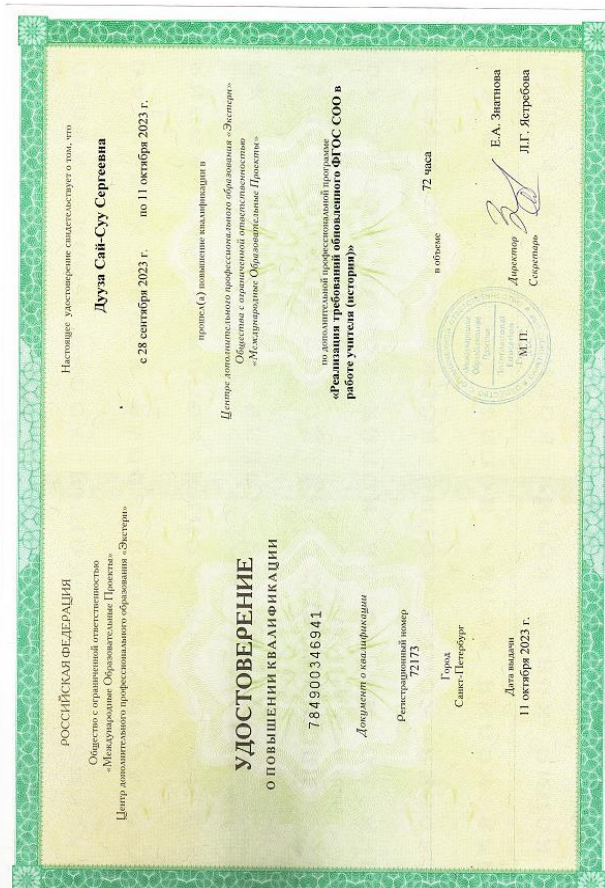 РОССИЙСКАЯ ФЕДЕРАЦИЯ
Общество с ограниченной ответственностью
«Международные Образовательные Проекты»
Центр дополнительного профессионального образования «Экстерн»
УДОСТОВЕРЕНИЕ
О ПОВЫШЕНИИ КВАЛИФИКАЦИИ
784900346941
Документ о квалификации
Регистрационный номер
72173
Город
Санкт-Петербург
Дата выдачи
11 октября 2023 г.
Настоящее удостоверение свидетельствует о том, что
Дууза Сай-Суу Сергеевна
с 28 сентября 2023 г. по 11 октября 2023 г.
прошел(а) повышение квалификации в
Центре дополнительного профессионального образования «Экстерн»
Общества с ограниченной ответственностью
«Международные Образовательные Проекты»
по дополнительной профессиональной программе
«Реализация требований обновленного ФГОС СОО в
работе учителя (история)»
в объеме 72 часа
М.П.
Директор Е.А. Знатнова
Секретарь Л.Г. Ястребова